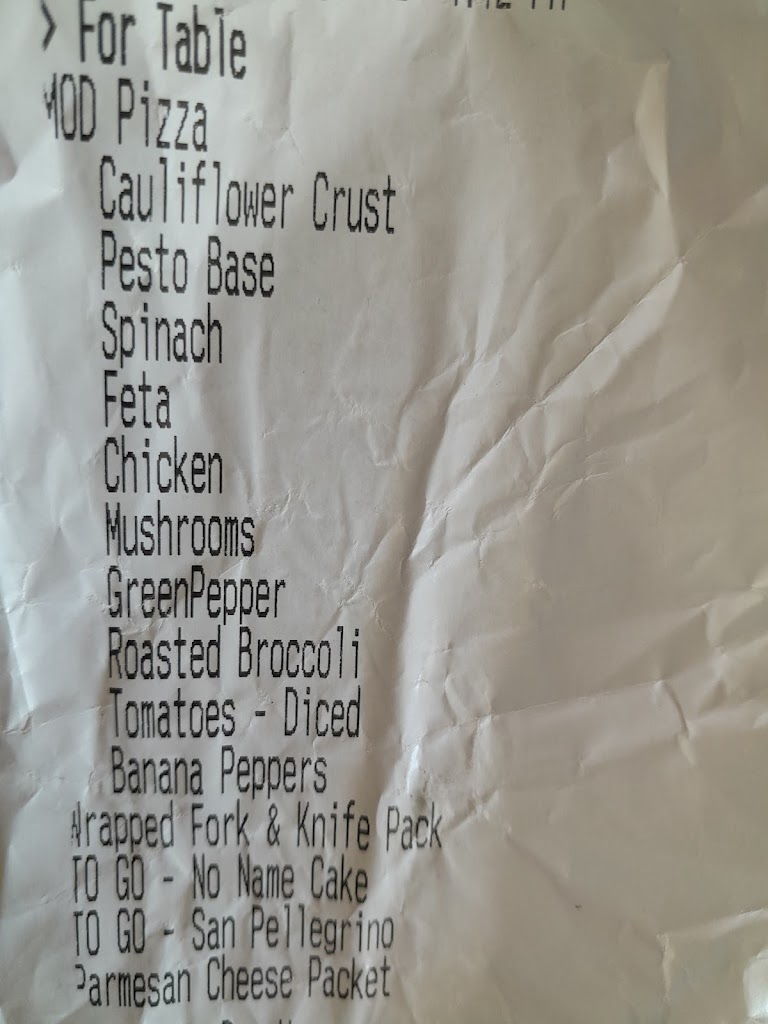 > For Table
MOD Pizza
Cauliflower Crust
Pesto Base
Spinach
Feta
Chicken
Mushrooms
GreenPepper
Roasted Broccoli
Tomatoes - Diced
Banana Peppers
Wrapped Fork & Knife Pack
TO GO - No Name Cake
TO GO - San Pellegrino
Parmesan Cheese Packet